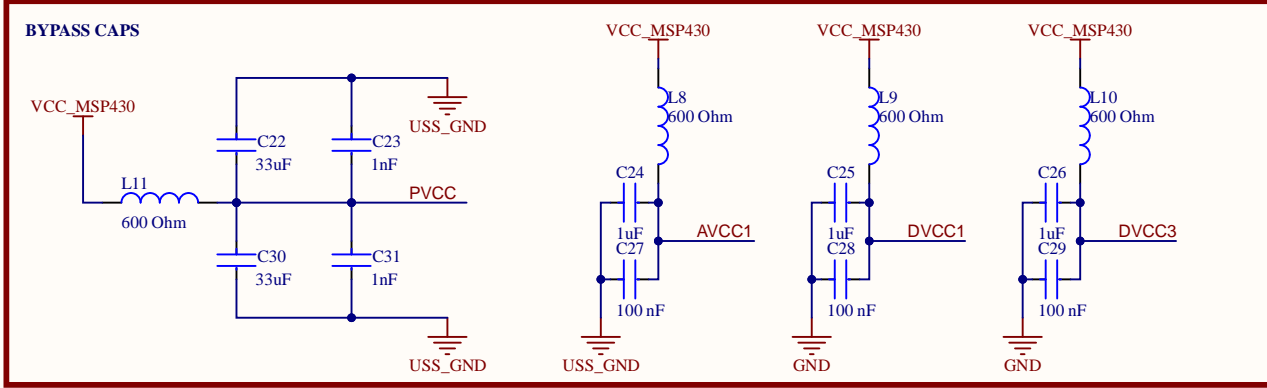 BYPASS CAPS
VCC_MSP430
L11
600 Ohm
C22
33uF
C23
1nF
USS_GND
PVCC
C30
33uF
C31
1nF
USS_GND
VCC_MSP430
L8
600 Ohm
C24
1uF
AVCC1
C27
100 nF
USS_GND
VCC_MSP430
L9
600 Ohm
C25
1uF
DVCC1
C28
100 nF
GND
VCC_MSP430
L10
600 Ohm
C26
1uF
DVCC3
C29
100 nF
GND